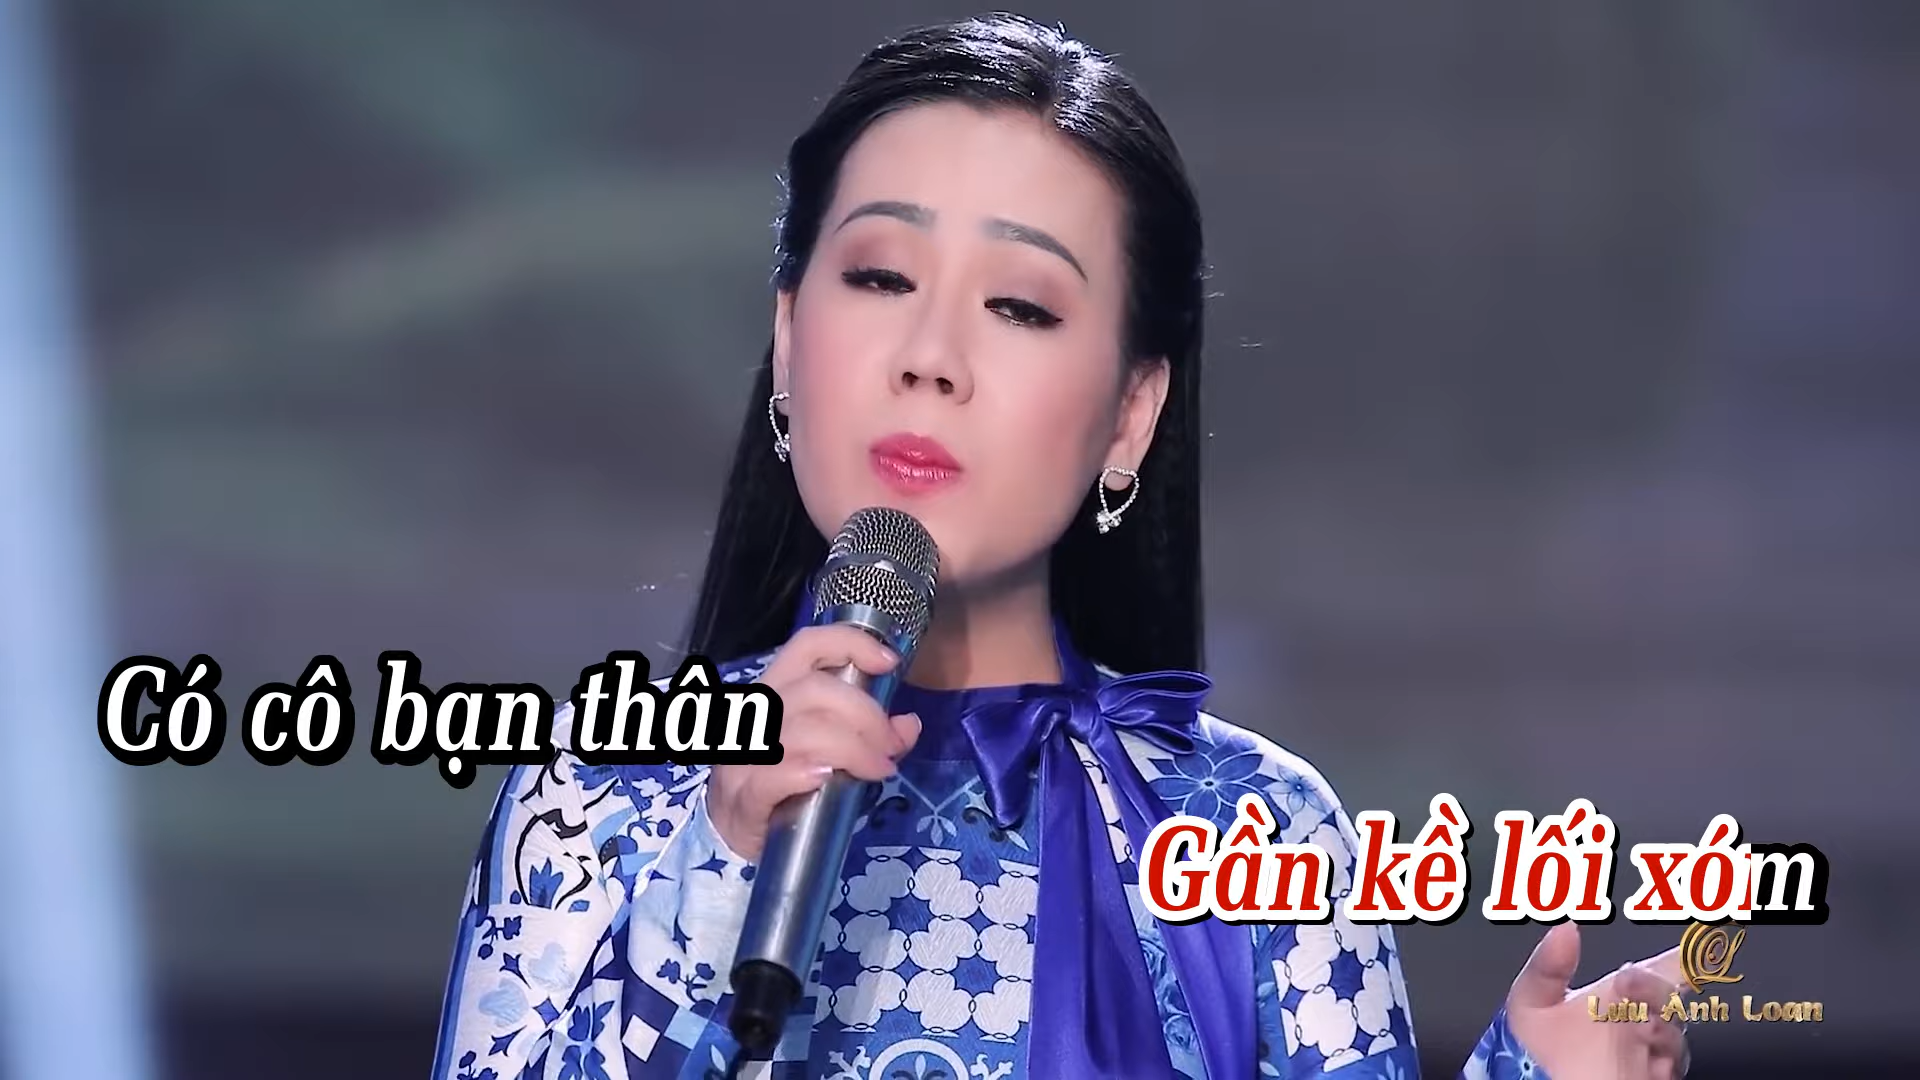 Có cô bạn thân
Gần kề lối xóm
Lưu Ánh Loan